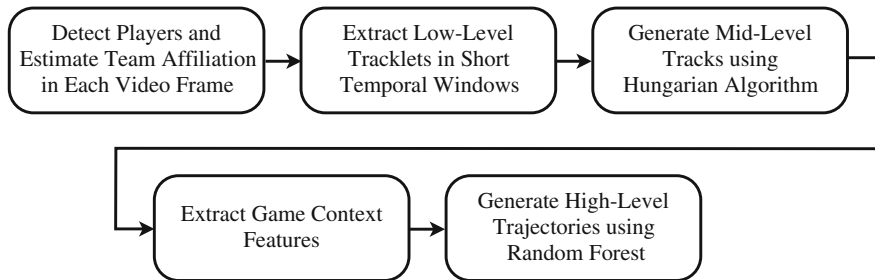 Detect Players and
Estimate Team Affiliation
in Each Video Frame
Extract Low-Level
Tracklets in Short
Temporal Windows
Generate Mid-Level
Tracks using
Hungarian Algorithm
Extract Game Context
Features
Generate High-Level
Trajectories using
Random Forest